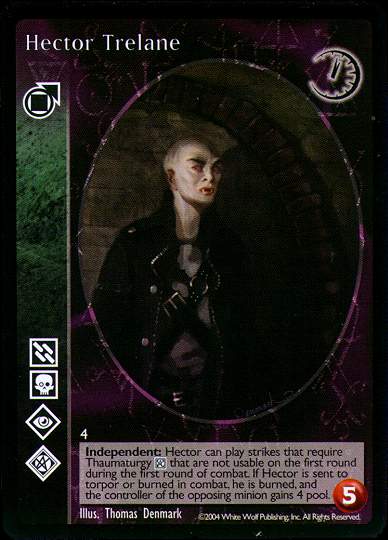 Hector Trelane
4
Independent: Hector can play strikes that require
Thaumaturgy that are not usable on the first round
during the first round of combat. If Hector is sent to
torpor or burned in combat, he is burned, and
the controller of the opposing minion gains 4 pool.
5
Illus. Thomas Denmark
©2004 White Wolf Publishing, Inc. All Rights Reserved.